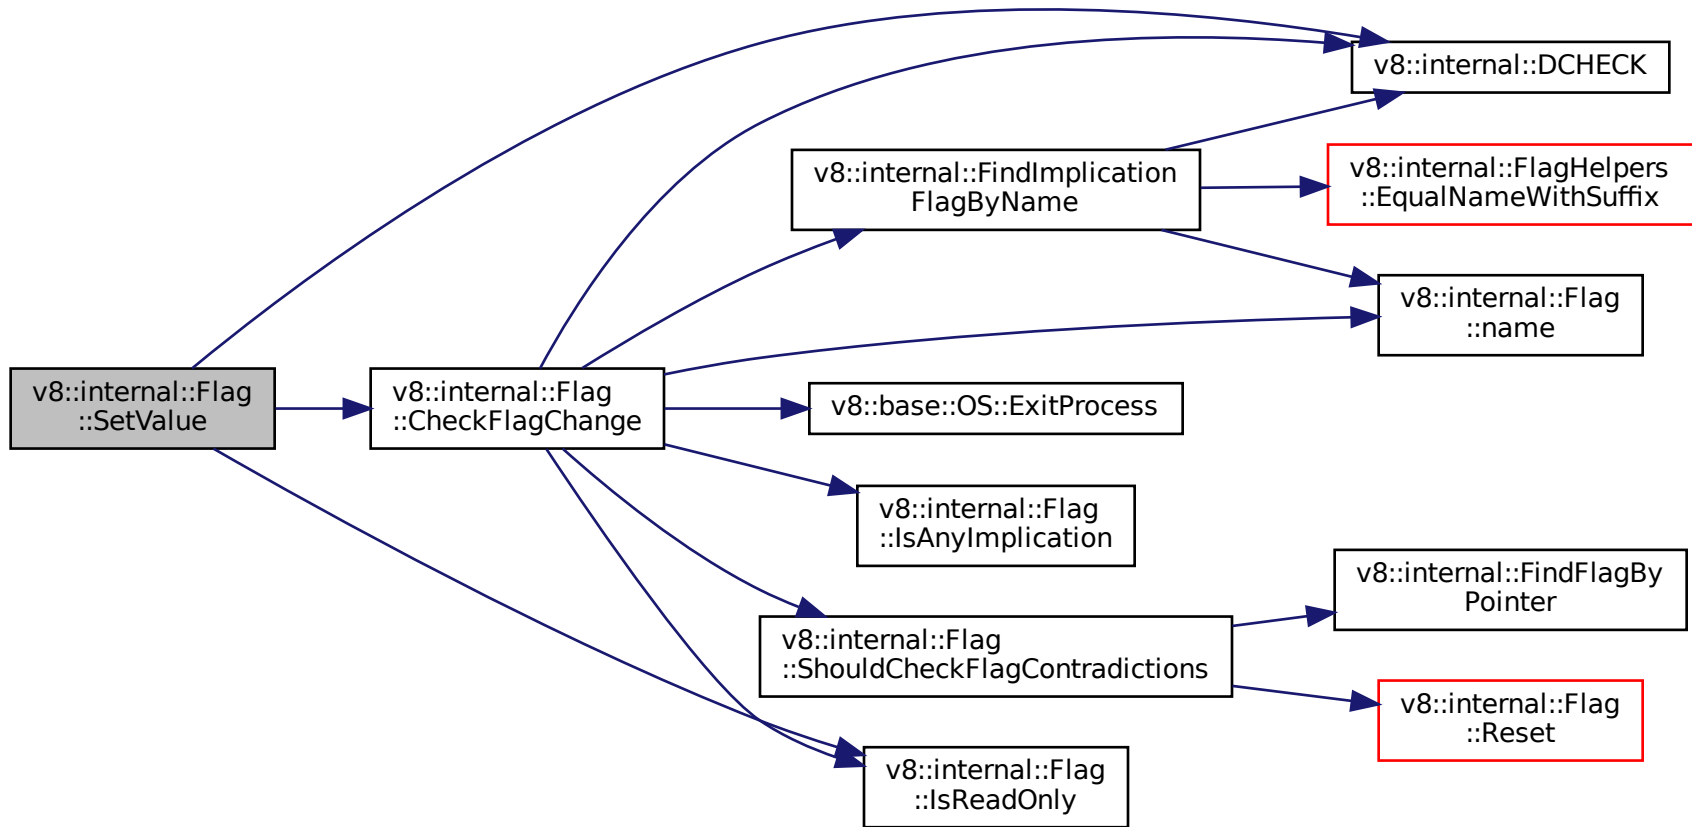 v8::internal::Flag
::SetValue
v8::internal::Flag
::CheckFlagChange
v8::internal::DCHECK
v8::internal::FindImplication
FlagByName
v8::internal::FlagHelpers
::EqualNameWithSuffix
v8::internal::Flag
::name
v8::base::OS::ExitProcess
v8::internal::Flag
::IsAnyImplication
v8::internal::Flag
::ShouldCheckFlagContradictions
v8::internal::FindFlagBy
Pointer
v8::internal::Flag
::Reset
v8::internal::Flag
::IsReadOnly